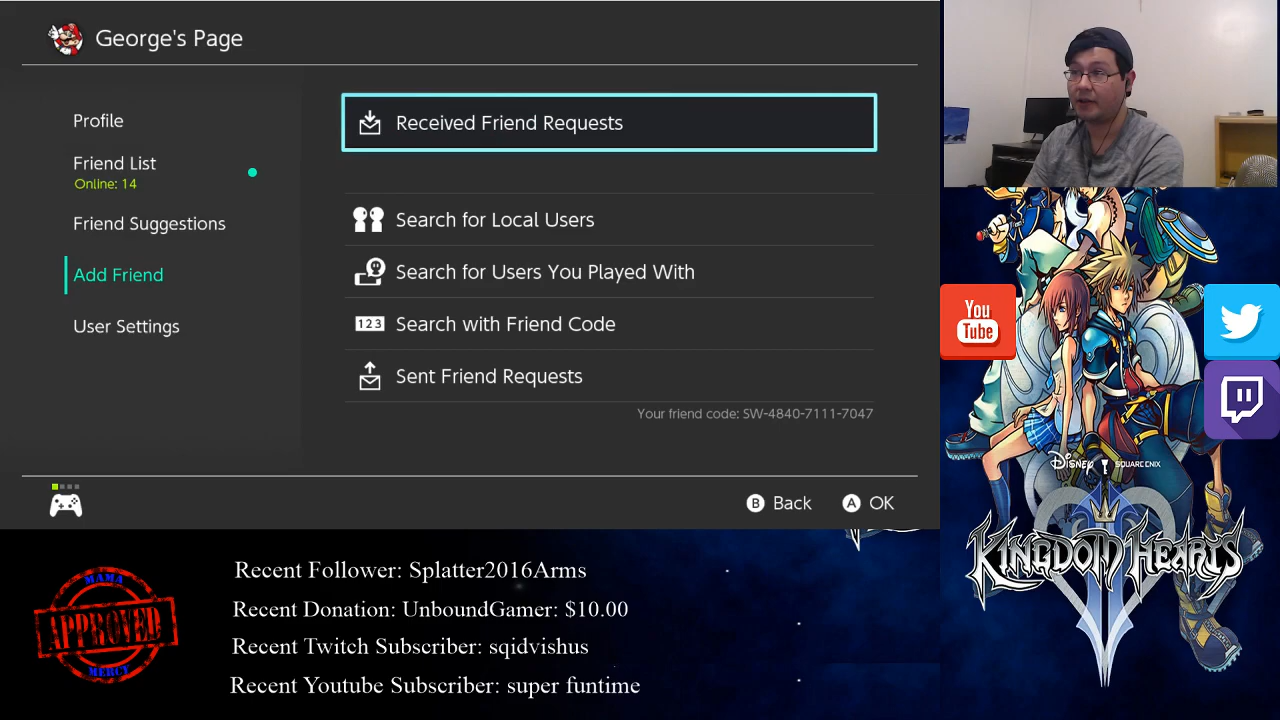 George's Page
Profile
Friend List
Online: 14
Friend Suggestions
Add Friend
User Settings
Received Friend Requests
Search for Local Users
Search for Users You Played With
123 Search with Friend Code
Sent Friend Requests
Your friend code: SW-4840-7111-7047
B Back A OK
You
Tube
Disney SQUARE ENIX
KINGDOM HEARTS
II
MAMA
APPROVED
MERCY
Recent Follower: Splatter2016Arms
Recent Donation: UnboundGamer: $10.00
Recent Twitch Subscriber: sqidvishus
Recent Youtube Subscriber: super funtime